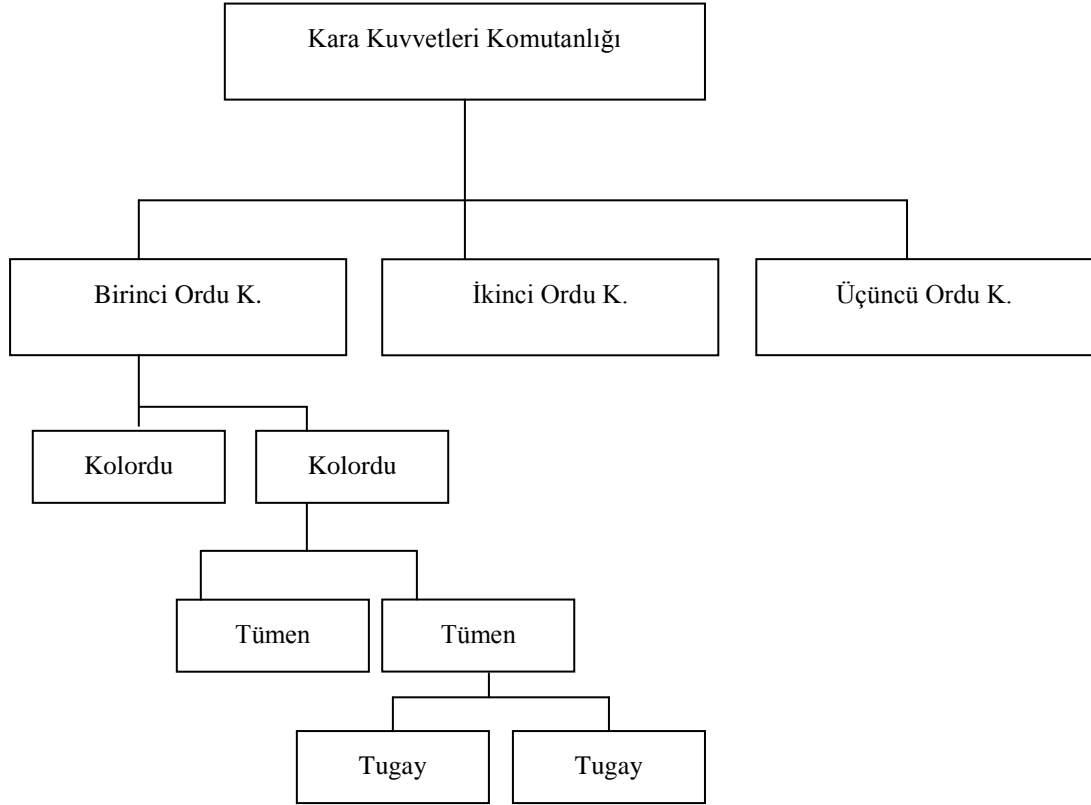 Kara Kuvvetleri Komutanlığı
Birinci Ordu K.
İkinci Ordu K.
Üçüncü Ordu K.
Kolordu
Kolordu
Tümen
Tümen
Tugay
Tugay